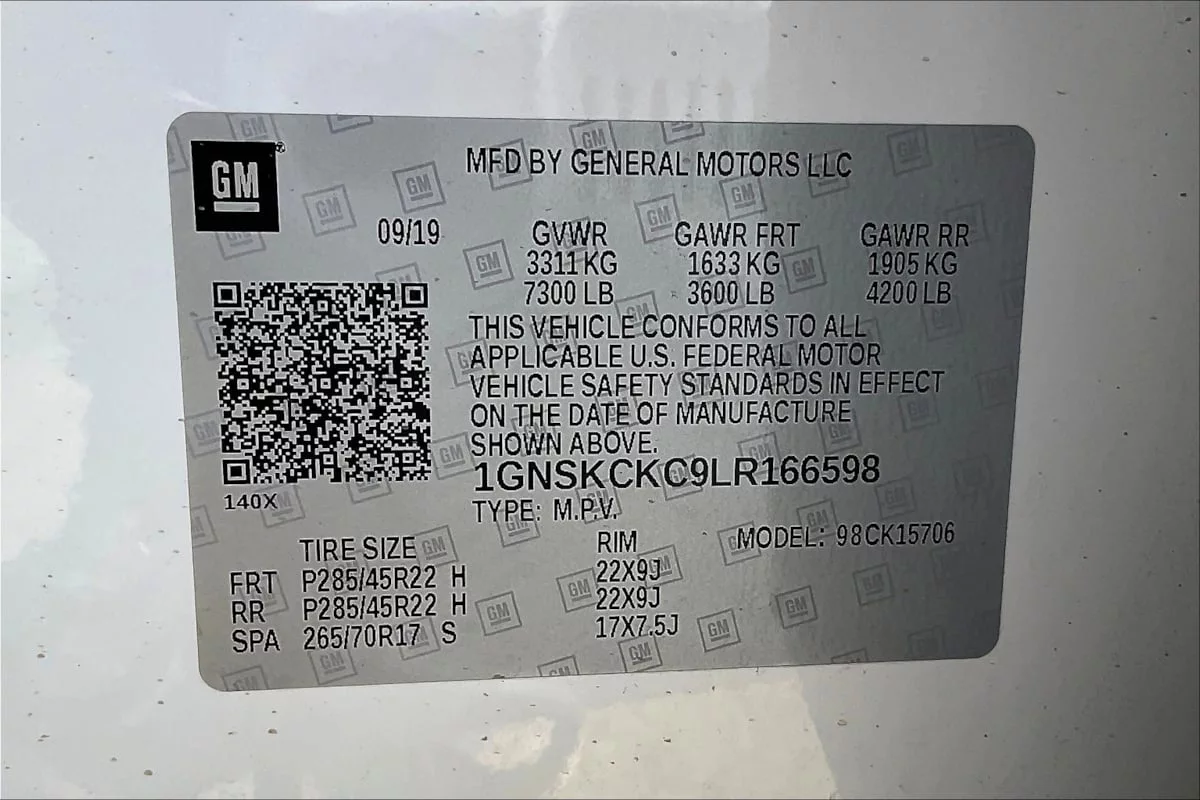 GM
MFD BY GENERAL MOTORS LLC
09/19 GVWR GAWR FRT GAWR RR
3311 KG 1633 KG 1905 KG
7300 LB 3600 LB 4200 LB
THIS VEHICLE CONFORMS TO ALL
APPLICABLE U.S. FEDERAL MOTOR
VEHICLE SAFETY STANDARDS IN EFFECT
ON THE DATE OF MANUFACTURE
SHOWN ABOVE.
1GNSKCKC9LR166598
140X
TYPE: M.P.V.
TIRE SIZE RIM MODEL: 98CK15706
FRT P285/45R22 H 22X9J
RR P285/45R22 H 22X9J
SPA 265/70R17 S 17X7.5J